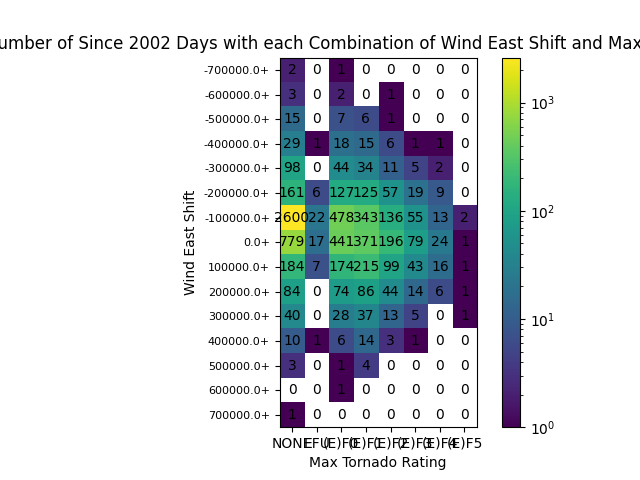 umber of Since 2002 Days with each Combination of Wind East Shift and Max
-700000.0+ 2 0 1 0 0 0 0 0
-600000.0+ 3 0 2 0 1 0 0 0
-500000.0+ 15 0 7 6 1 0 0 0
-400000.0+ 29 1 18 15 6 1 1 0
-300000.0+ 98 0 44 34 11 5 2 0
-200000.0+ 161 6 127 125 57 19 9 0
-100000.0+ 2600 22 478 343 136 55 13 2
0.0+ 779 17 441 371 196 79 24 1
100000.0+ 184 7 174 215 99 43 16 1
200000.0+ 84 0 74 86 44 14 6 1
300000.0+ 40 0 28 37 13 5 0 1
400000.0+ 10 1 6 14 3 1 0 0
500000.0+ 3 0 1 4 0 0 0 0
600000.0+ 0 0 1 0 0 0 0 0
700000.0+ 1 0 0 0 0 0 0 0
NONE EFU (E)F0 (E)F1 (E)F2 (E)F3 (E)F4 (E)F5
Max Tornado Rating
Wind East Shift
10³
10²
10¹
10⁰